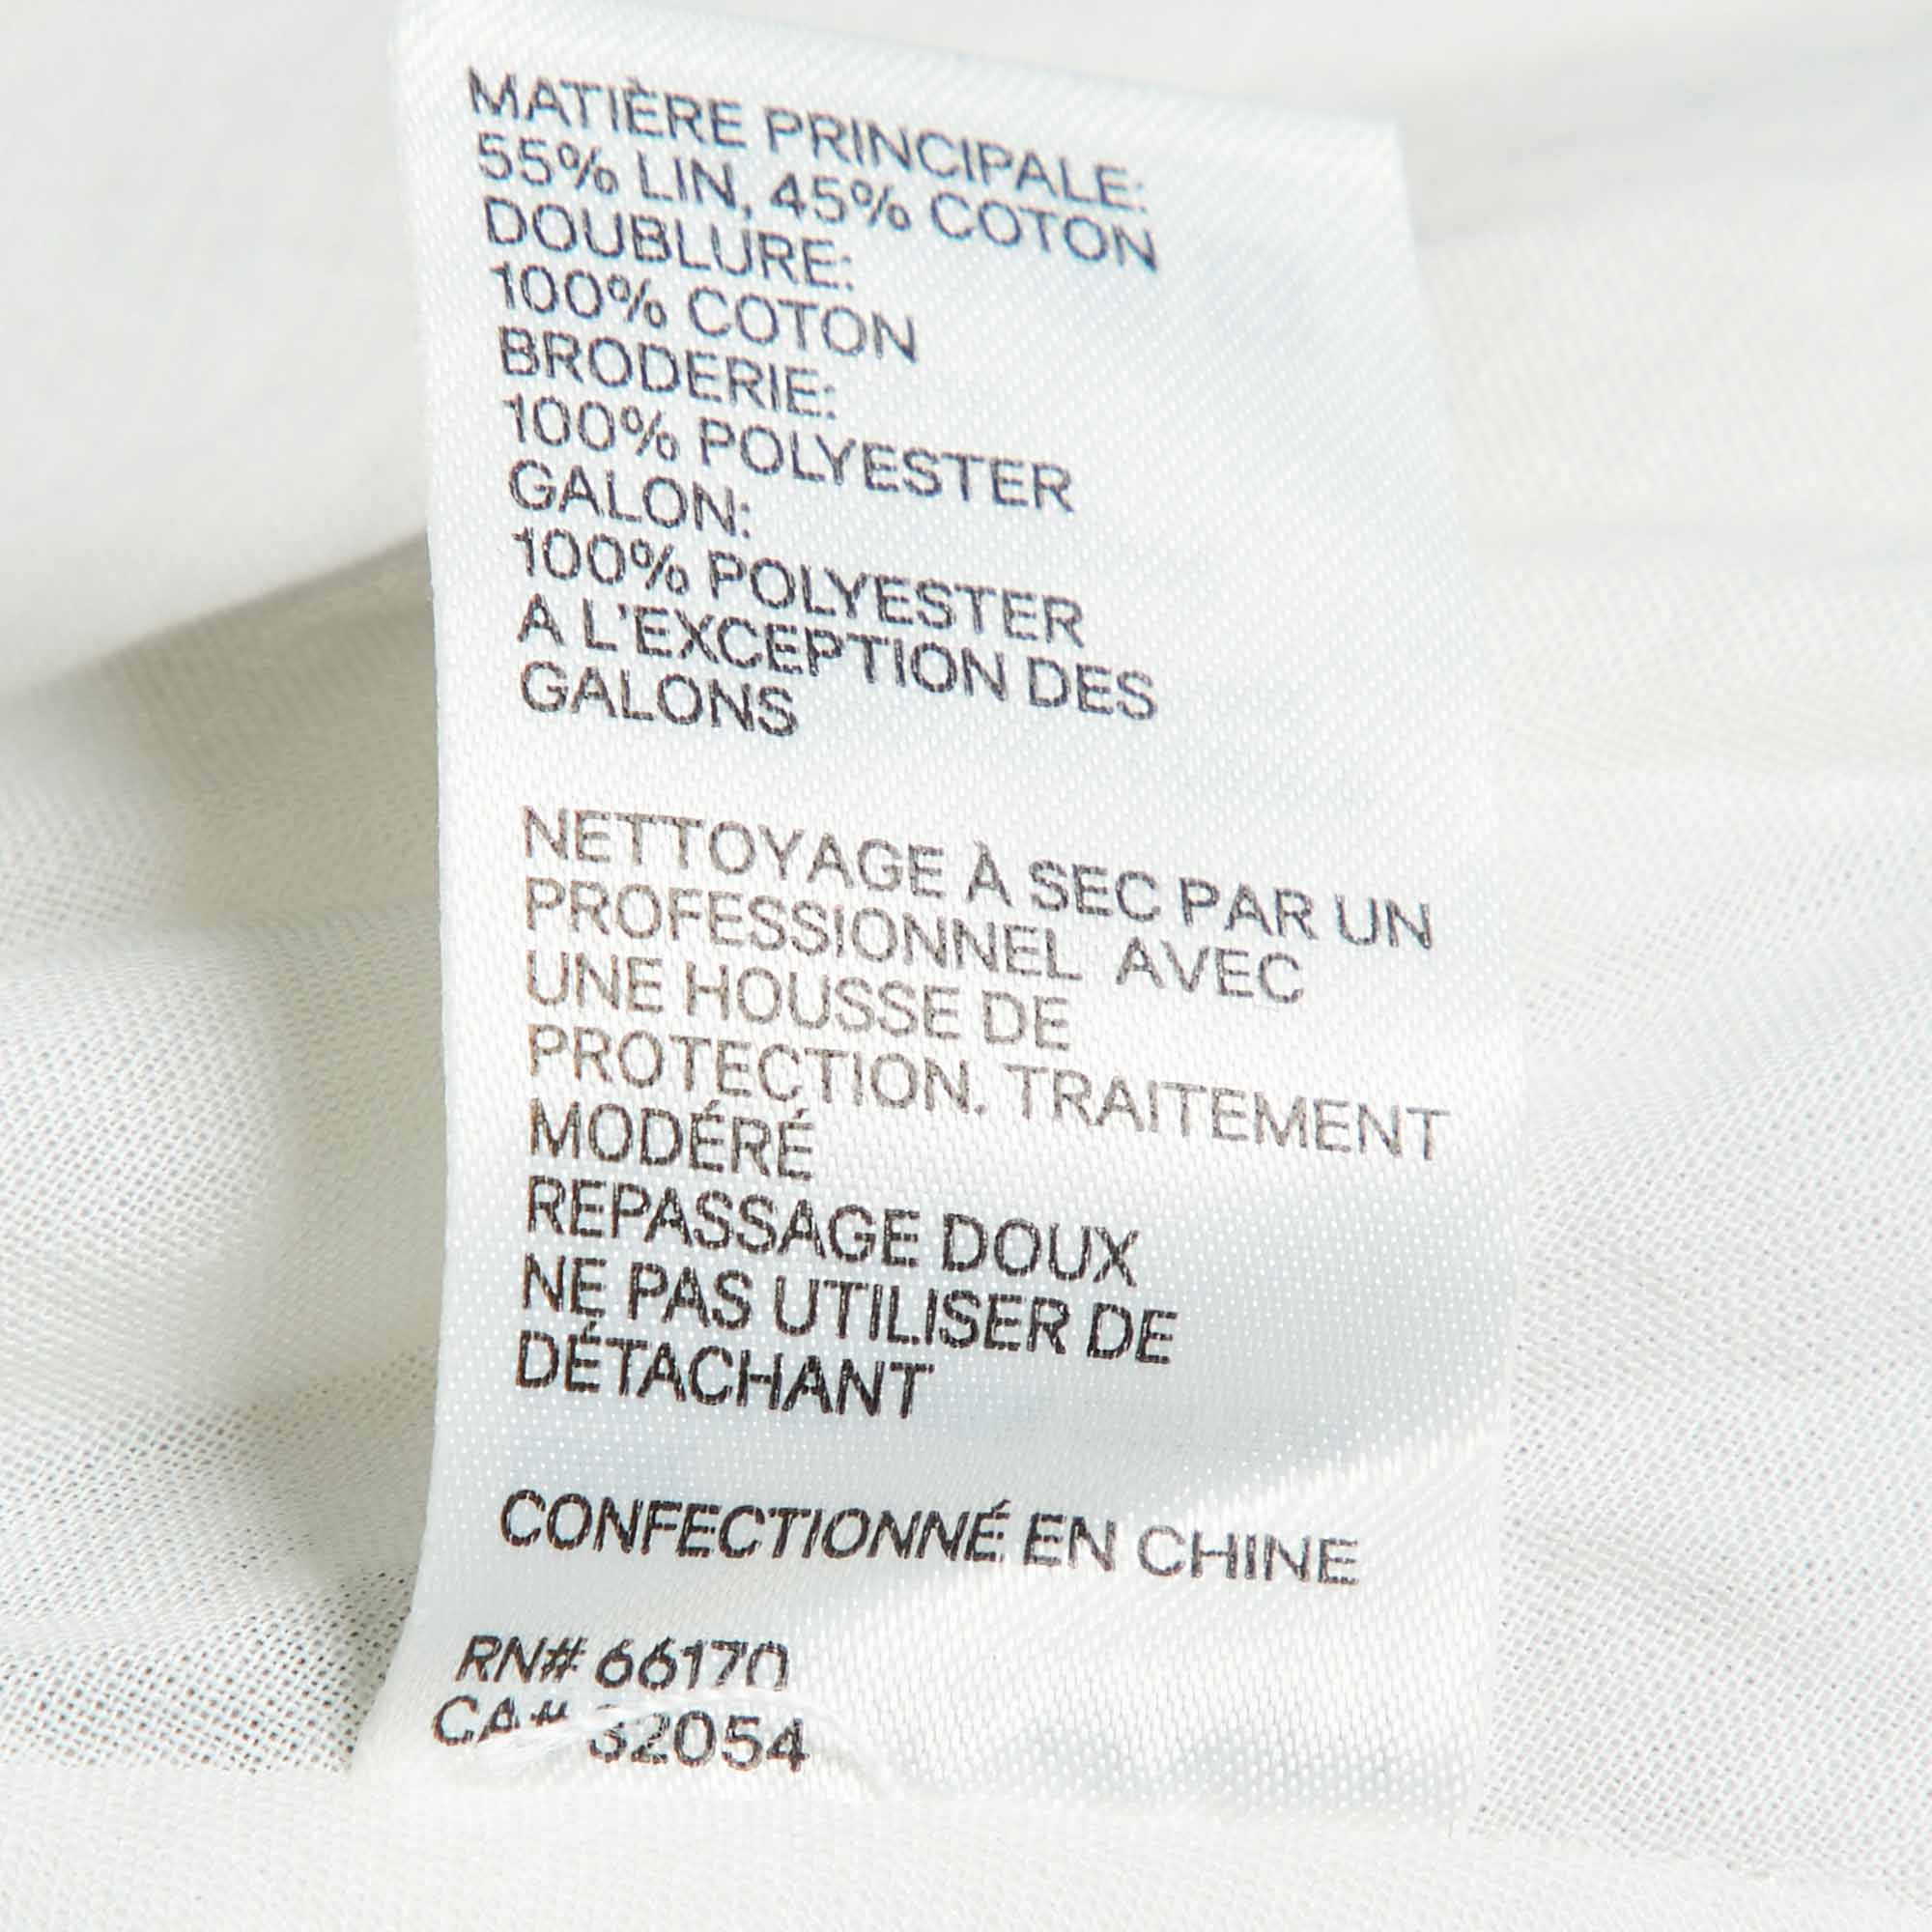 MATIÈRE PRINCIPALE:
55% LIN, 45% COTON
DOUBLURE:
100% COTON
BRODERIE:
100% POLYESTER
GALON:
100% POLYESTER
A L'EXCEPTION DES
GALONS
NETTOYAGE À SEC PAR UN
PROFESSIONNEL AVEC
UNE HOUSSE DE
PROTECTION. TRAITEMENT
MODÉRÉ
REPASSAGE DOUX
NE PAS UTILISER DE
DÉTACHANT
CONFECTIONNÉ EN CHINE
RN# 66170
CA# 32054